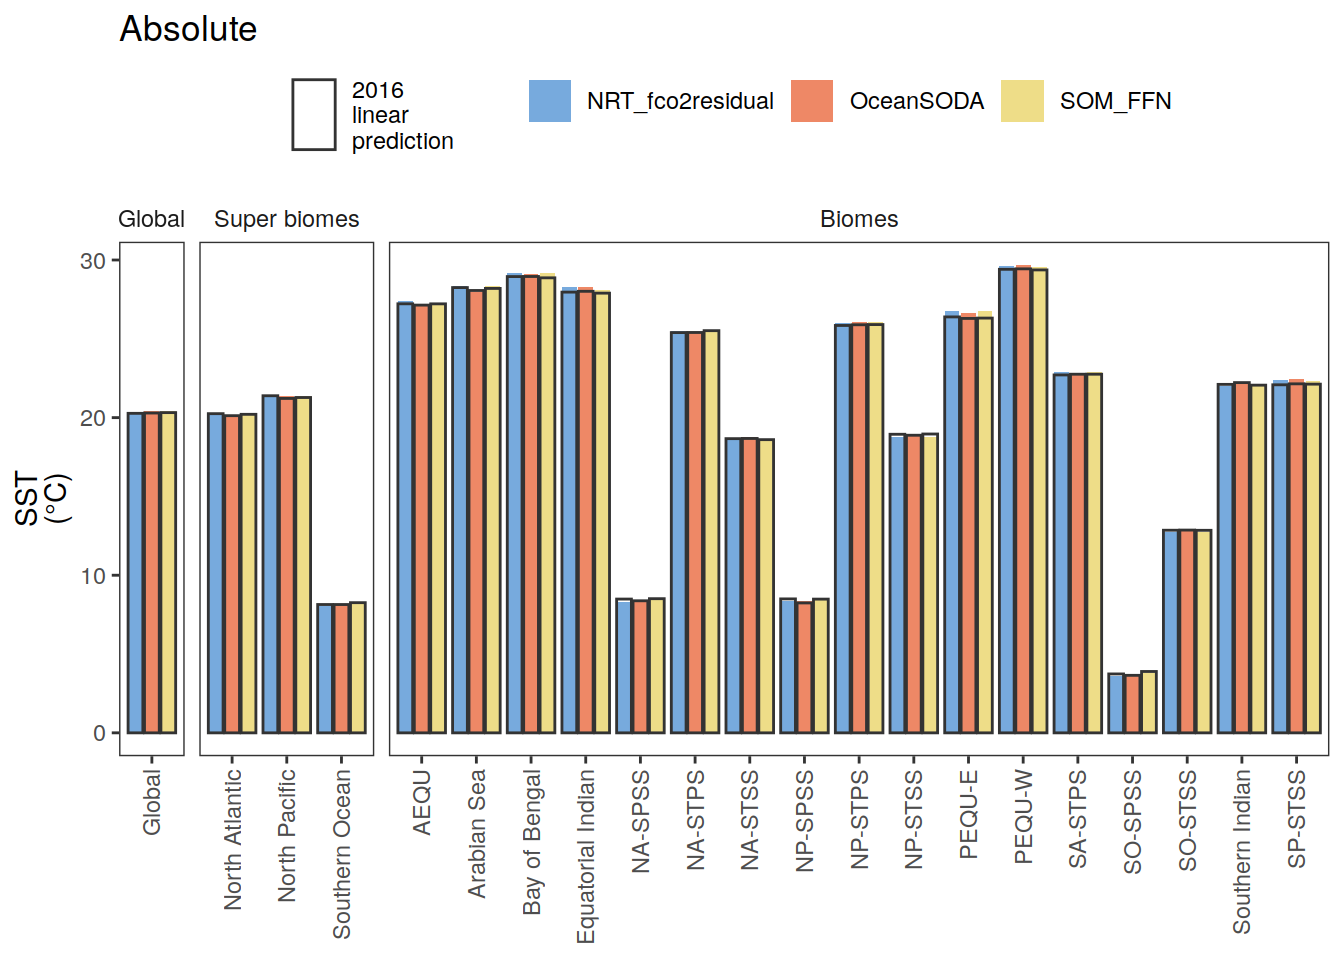 Absolute
2016
linear
prediction
NRT_fco2residual
OceanSODA
SOM_FFN
Global
Super biomes
Biomes
SST
(°C)
30
20
10
0
Global
North Atlantic
North Pacific
Southern Ocean
AEQU
Arabian Sea
Bay of Bengal
Equatorial Indian
NA-SPSS
NA-STPS
NA-STSS
NP-SPSS
NP-STPS
NP-STSS
PEQU-E
PEQU-W
SA-STPS
SO-SPSS
SO-STSS
Southern Indian
SP-STSS